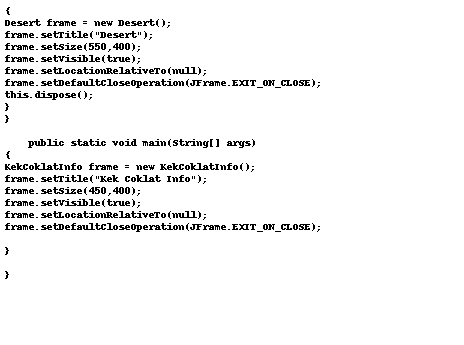 {
Desert frame = new Desert();
frame.setTitle("Desert");
frame.setSize(550,400);
frame.setVisible(true);
frame.setLocationRelativeTo(null);
frame.setDefaultCloseOperation(JFrame.EXIT_ON_CLOSE);
this.dispose();
}
}
public static void main(String[] args)
{
KekCoklatInfo frame = new KekCoklatInfo();
frame.setTitle("Kek Coklat Info");
frame.setSize(450,400);
frame.setVisible(true);
frame.setLocationRelativeTo(null);
frame.setDefaultCloseOperation(JFrame.EXIT_ON_CLOSE);
}
}